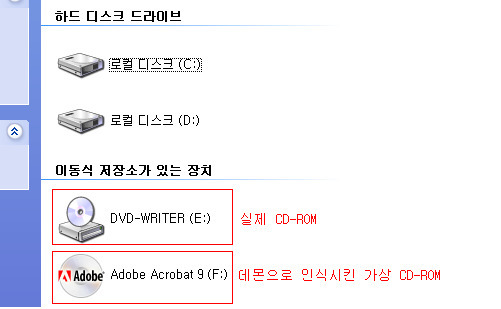 하드 디스크 드라이브
로컬 디스크 (C:)
로컬 디스크 (D:)
이동식 저장소가 있는 장치
DVD-WRITER (E:) 실제 CD-ROM
Adobe Adobe Acrobat 9 (F:) 데몬으로 인식시킨 가상 CD-ROM